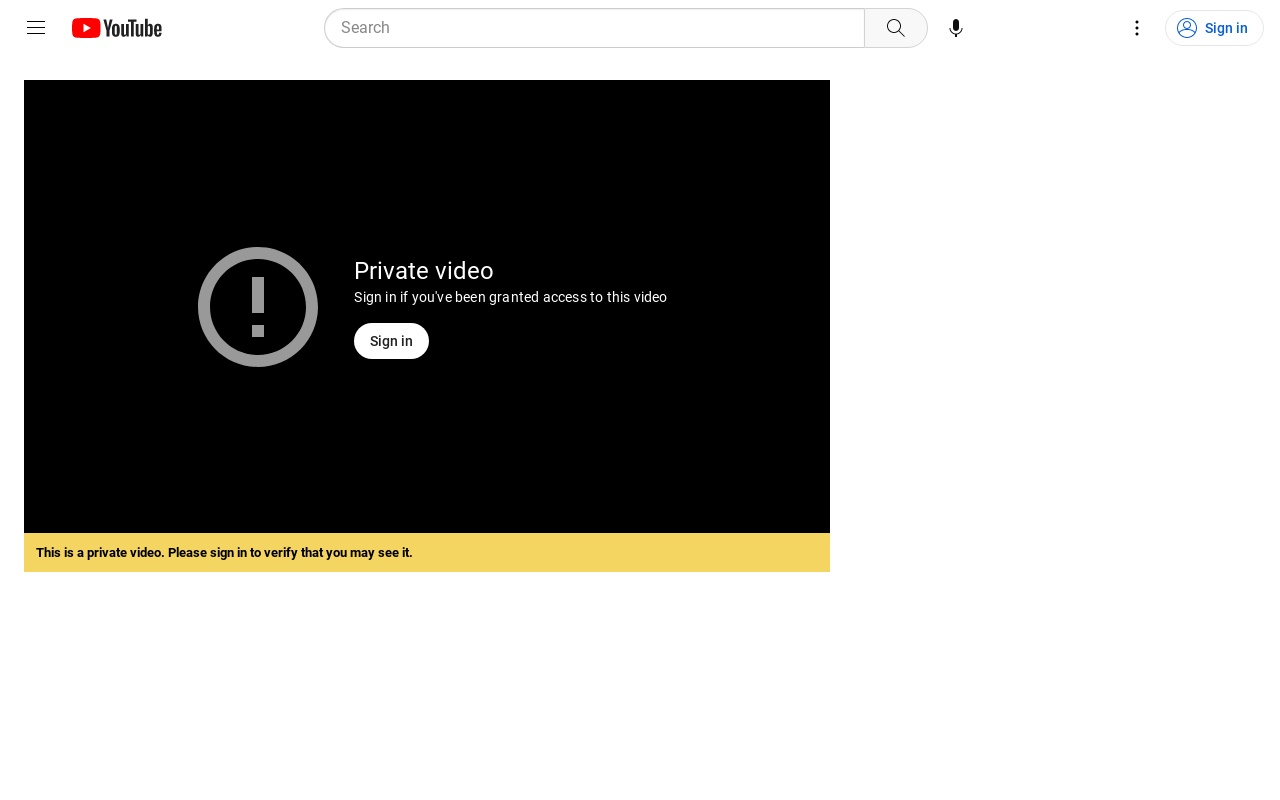 YouTube
Search
Sign in
Private video
Sign in if you've been granted access to this video
Sign in
This is a private video. Please sign in to verify that you may see it.